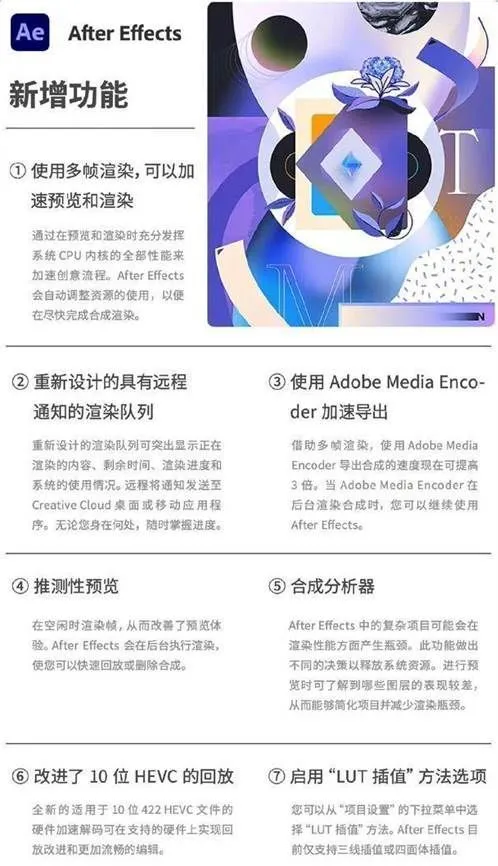 Ae After Effects
新增功能
① 使用多帧渲染，可以加
速预览和渲染
通过在预览和渲染时充分发挥
系统 CPU 内核的全部性能来
加速创意流程。After Effects
会自动调整资源的使用，以便
在尽快完成合成渲染。
T
M
N
② 重新设计的具有远程
通知的渲染队列
重新设计的渲染队列可突出显示正在
渲染的内容、剩余时间、渲染进度和
系统的使用情况。远程将通知发送至
Creative Cloud 桌面或移动应用程
序。无论您身在何处，随时掌握进度。
③ 使用 Adobe Media Enco-
der 加速导出
借助多帧渲染，使用 Adobe Media
Encoder 导出合成的速度现在可提高
3 倍。当 Adobe Media Encoder 在
后台渲染合成时，您可以继续使用
After Effects。
④ 推测性预览
在空闲时渲染帧，从而改善了预览体
验。After Effects 会在后台执行渲染，
使您可以快速回放或删除合成。
⑤ 合成分析器
After Effects 中的复杂项目可能会在
渲染性能方面产生瓶颈。此功能做出
不同的决策以释放系统资源。进行预
览时可了解到哪些图层的表现较差，
从而能够简化项目并减少渲染瓶颈。
⑥ 改进了 10 位 HEVC 的回放
全新的适用于 10 位 422 HEVC 文件的
硬件加速解码可在支持的硬件上实现回
放改进和更加流畅的编辑。
⑦ 启用“LUT 插值”方法选项
您可以从“项目设置”的下拉菜单中选
择“LUT 插值”方法。After Effects 目
前仅支持三线插值或四面体插值。